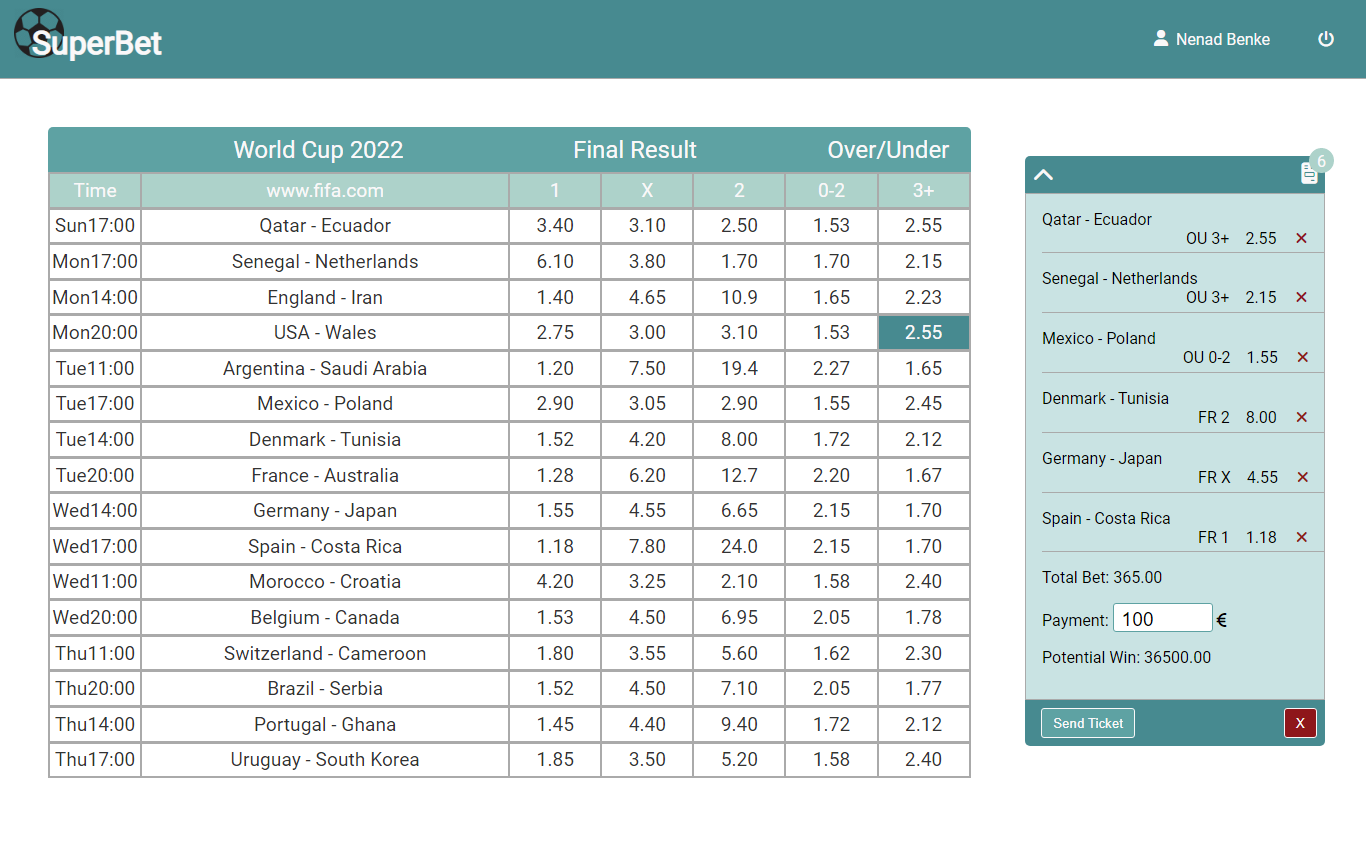 SuperBet
Nenad Benke
World Cup 2022 Final Result Over/Under
Time www.fifa.com 1 X 2 0-2 3+
Sun17:00 Qatar - Ecuador 3.40 3.10 2.50 1.53 2.55
Mon17:00 Senegal - Netherlands 6.10 3.80 1.70 1.70 2.15
Mon14:00 England - Iran 1.40 4.65 10.9 1.65 2.23
Mon20:00 USA - Wales 2.75 3.00 3.10 1.53 2.55
Tue11:00 Argentina - Saudi Arabia 1.20 7.50 19.4 2.27 1.65
Tue17:00 Mexico - Poland 2.90 3.05 2.90 1.55 2.45
Tue14:00 Denmark - Tunisia 1.52 4.20 8.00 1.72 2.12
Tue20:00 France - Australia 1.28 6.20 12.7 2.20 1.67
Wed14:00 Germany - Japan 1.55 4.55 6.65 2.15 1.70
Wed17:00 Spain - Costa Rica 1.18 7.80 24.0 2.15 1.70
Wed11:00 Morocco - Croatia 4.20 3.25 2.10 1.58 2.40
Wed20:00 Belgium - Canada 1.53 4.50 6.95 2.05 1.78
Thu11:00 Switzerland - Cameroon 1.80 3.55 5.60 1.62 2.30
Thu20:00 Brazil - Serbia 1.52 4.50 7.10 2.05 1.77
Thu14:00 Portugal - Ghana 1.45 4.40 9.40 1.72 2.12
Thu17:00 Uruguay - South Korea 1.85 3.50 5.20 1.58 2.40
6
Qatar - Ecuador
OU 3+ 2.55 ×
Senegal - Netherlands
OU 3+ 2.15 ×
Mexico - Poland
OU 0-2 1.55 ×
Denmark - Tunisia
FR 2 8.00 ×
Germany - Japan
FR X 4.55 ×
Spain - Costa Rica
FR 1 1.18 ×
Total Bet: 365.00
Payment: 100 €
Potential Win: 36500.00
Send Ticket X